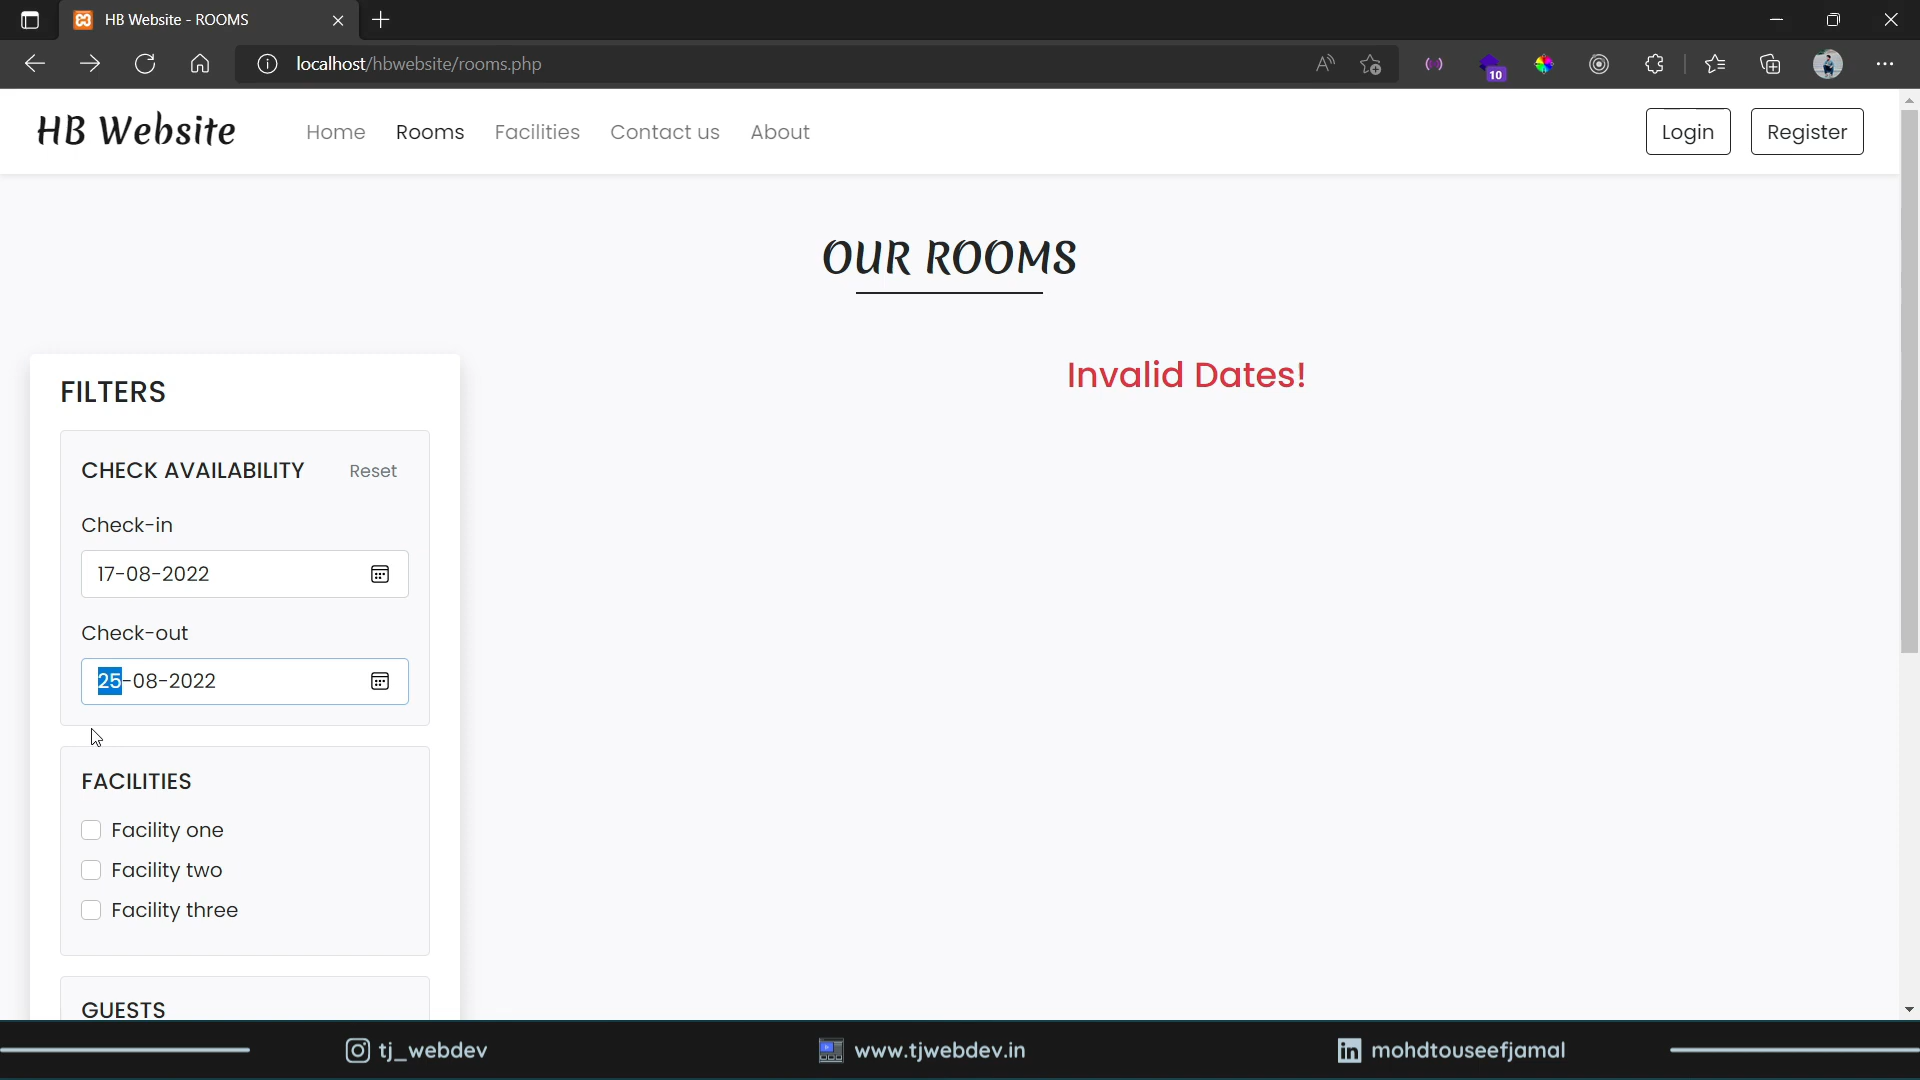 HB Website - ROOMS
localhost/hbwebsite/rooms.php
10
HB Website
Home
Rooms
Facilities
Contact us
About
Login
Register
OUR ROOMS
Invalid Dates!
FILTERS
CHECK AVAILABILITY
Reset
Check-in
17-08-2022
Check-out
25-08-2022
FACILITIES
Facility one
Facility two
Facility three
GUESTS
tj_webdev
www.tjwebdev.in
mohdtouseefjamal